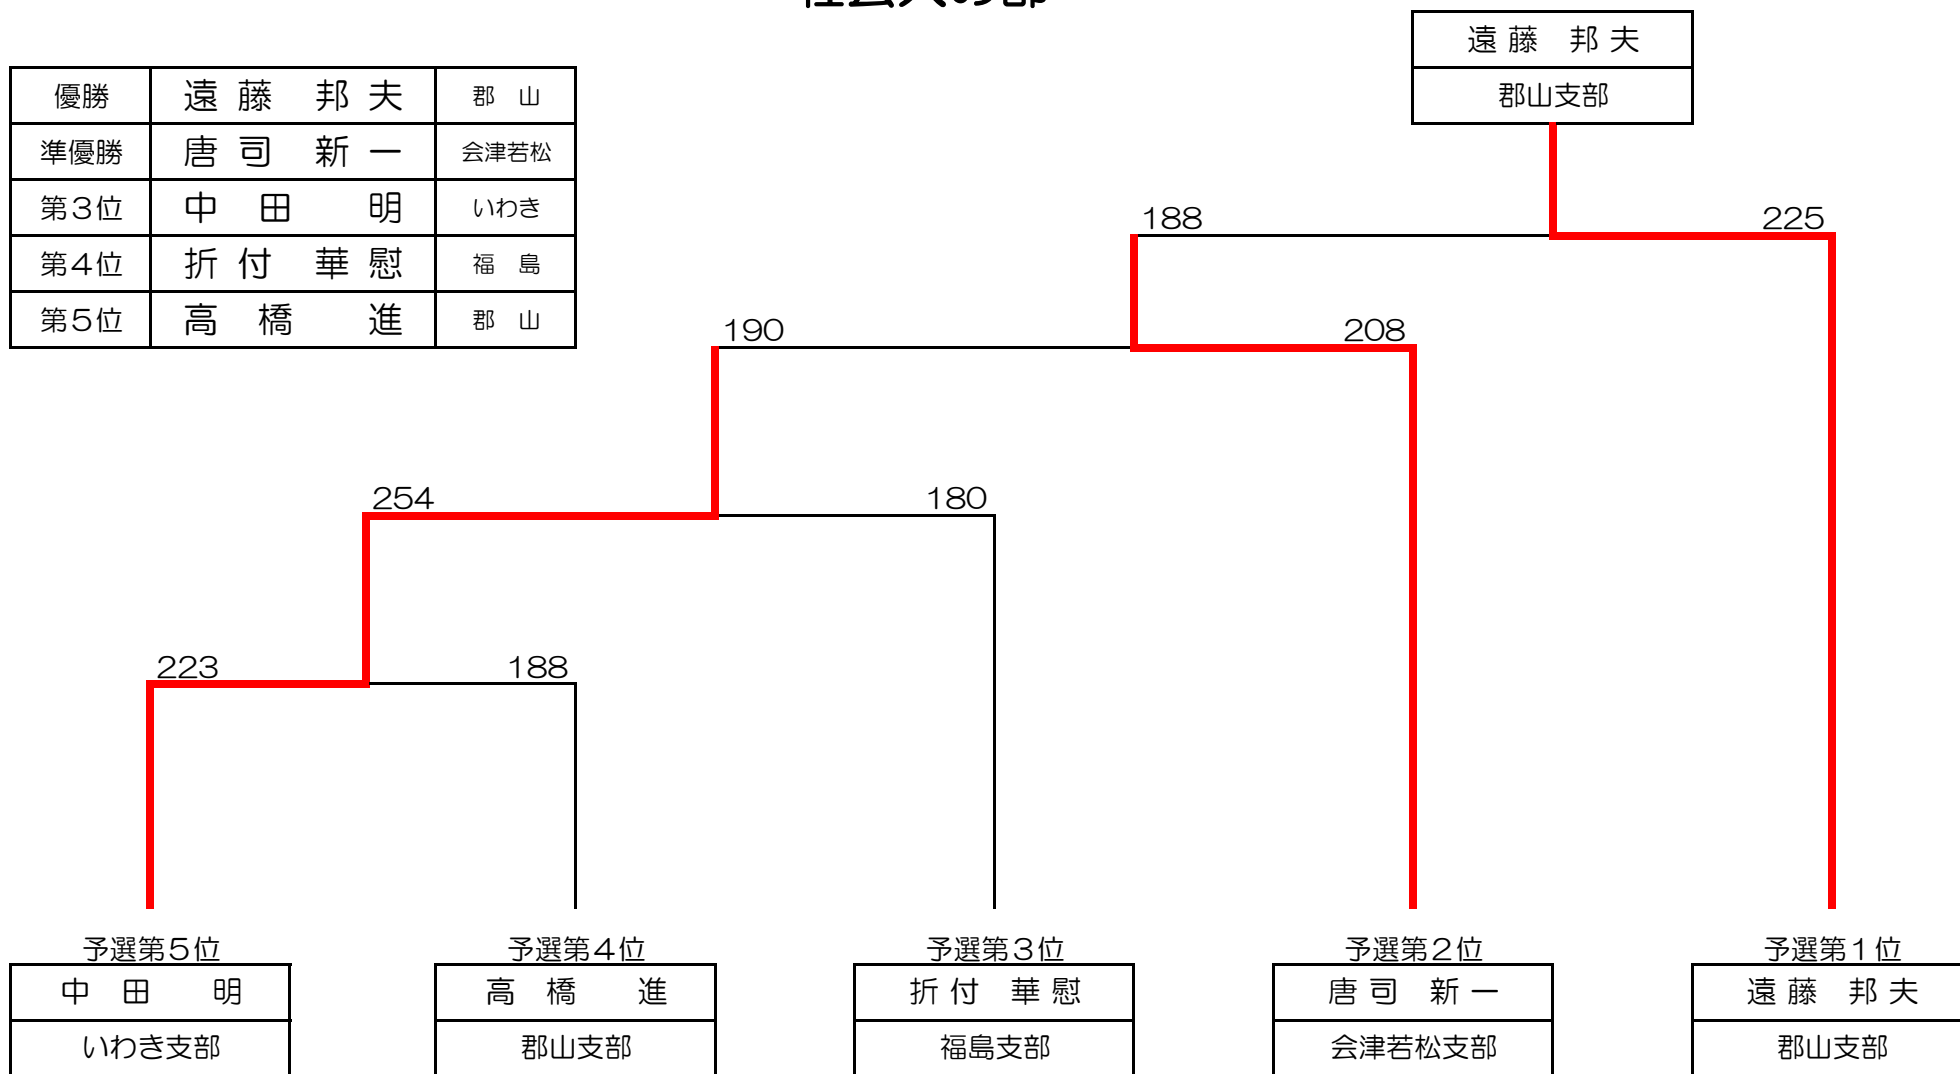 社会人の部
遠藤 邦夫
郡山支部
優勝 遠藤 邦夫 郡 山
準優勝 唐司 新一 会津若松
第3位 中田 明 いわき
第4位 折付 華慰 福 島
第5位 高橋 進 郡 山
188 225
190 208
254 180
223 188
予選第5位 予選第4位 予選第3位 予選第2位 予選第1位
中田 明 高橋 進 折付 華慰 唐司 新一 遠藤 邦夫
いわき支部 郡山支部 福島支部 会津若松支部 郡山支部